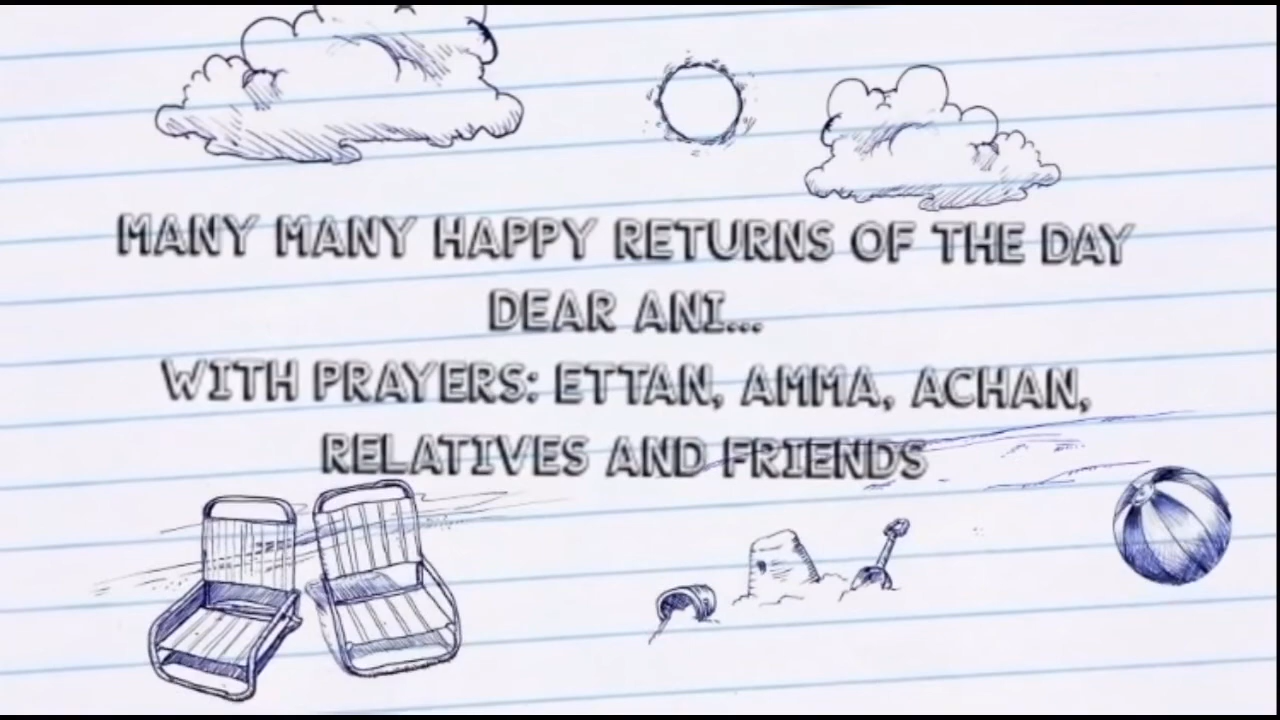 MANY MANY HAPPY RETURNS OF THE DAY
DEAR ANI...
WITH PRAYERS: ETTAN, AMMA, ACHAN,
RELATIVES AND FRIENDS